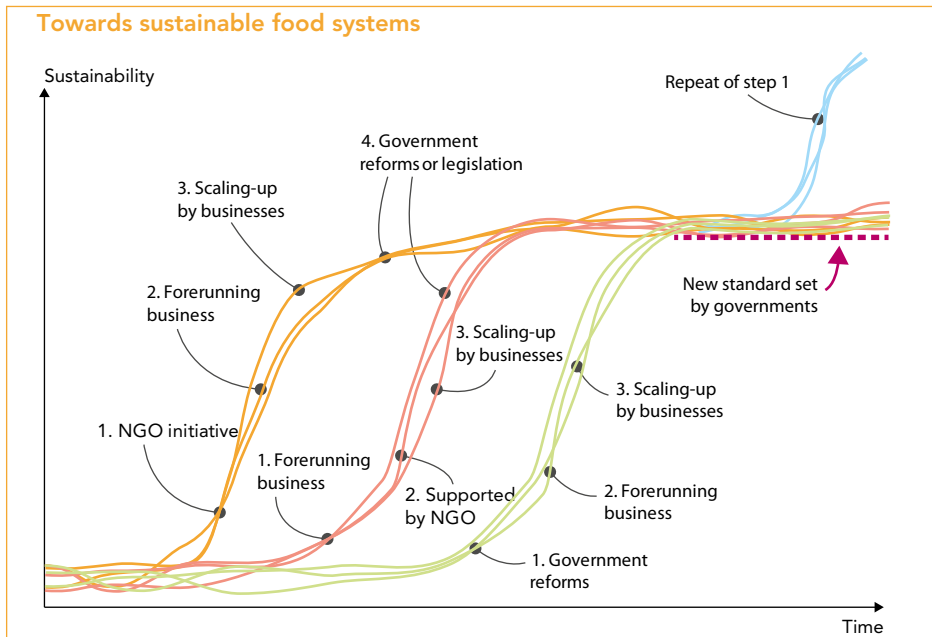 Towards sustainable food systems
Sustainability
Repeat of step 1
4. Government
reforms or legislation
3. Scaling-up
by businesses
2. Forerunning
business
1. NGO initiative
New standard set
by governments
3. Scaling-up
by businesses
1. Forerunning
business
2. Supported
by NGO
3. Scaling-up
by businesses
2. Forerunning
business
1. Government
reforms
Time